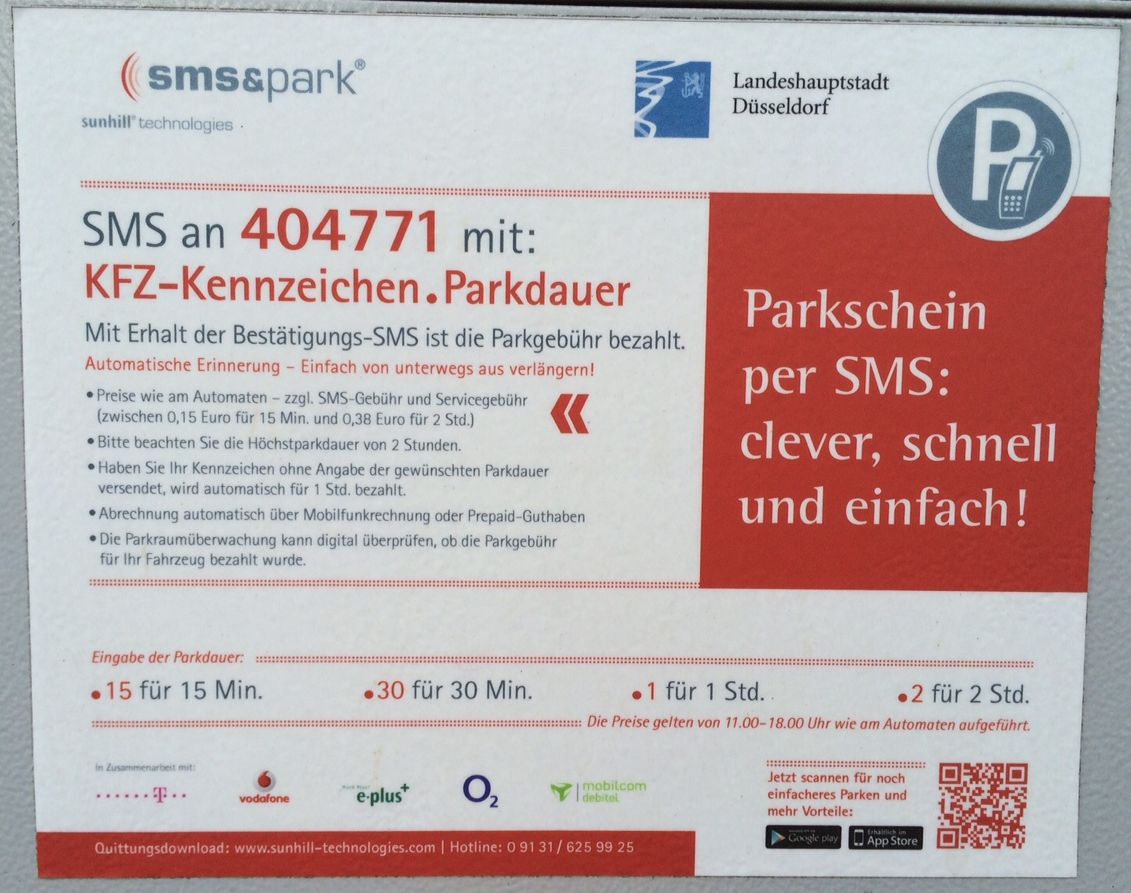 sms&park®
sunhill® technologies
Landeshauptstadt
Düsseldorf
P
SMS an 404771 mit:
KFZ-Kennzeichen.Parkdauer
Mit Erhalt der Bestätigungs-SMS ist die Parkgebühr bezahlt.
Automatische Erinnerung – Einfach von unterwegs aus verlängern!
• Preise wie am Automaten – zzgl. SMS-Gebühr und Servicegebühr
(zwischen 0,15 Euro für 15 Min. und 0,38 Euro für 2 Std.)
• Bitte beachten Sie die Höchstparkdauer von 2 Stunden.
• Haben Sie Ihr Kennzeichen ohne Angabe der gewünschten Parkdauer
versendet, wird automatisch für 1 Std. bezahlt.
• Abrechnung automatisch über Mobilfunkrechnung oder Prepaid-Guthaben
• Die Parkraumüberwachung kann digital überprüfen, ob die Parkgebühr
für Ihr Fahrzeug bezahlt wurde.
Parkschein
per SMS:
clever, schnell
und einfach!
Eingabe der Parkdauer:
.15 für 15 Min. .30 für 30 Min. .1 für 1 Std. .2 für 2 Std.
Die Preise gelten von 11.00–18.00 Uhr wie am Automaten aufgeführt.
in Zusammenarbeit mit:
T
vodafone
e·plus+
O2
mobilcom
debitel
Jetzt scannen für noch
einfacheres Parken und
mehr Vorteile:
Google play
Erhältlich im
App Store
Quittungsdownload: www.sunhill-technologies.com | Hotline: 0 91 31 / 625 99 25